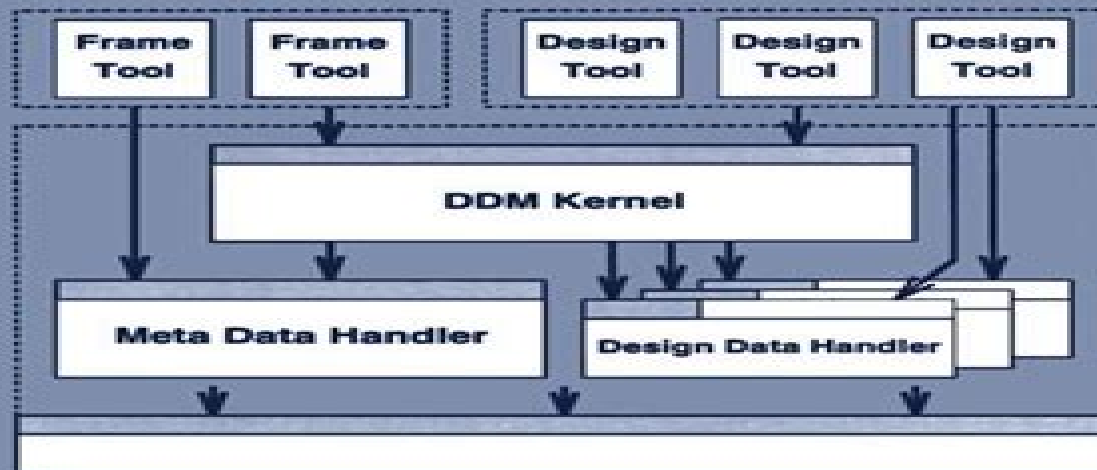 Frame
Tool
Frame
Tool
Design
Tool
Design
Tool
Design
Tool
DDM Kernel
Meta Data Handler
Design Data Handler